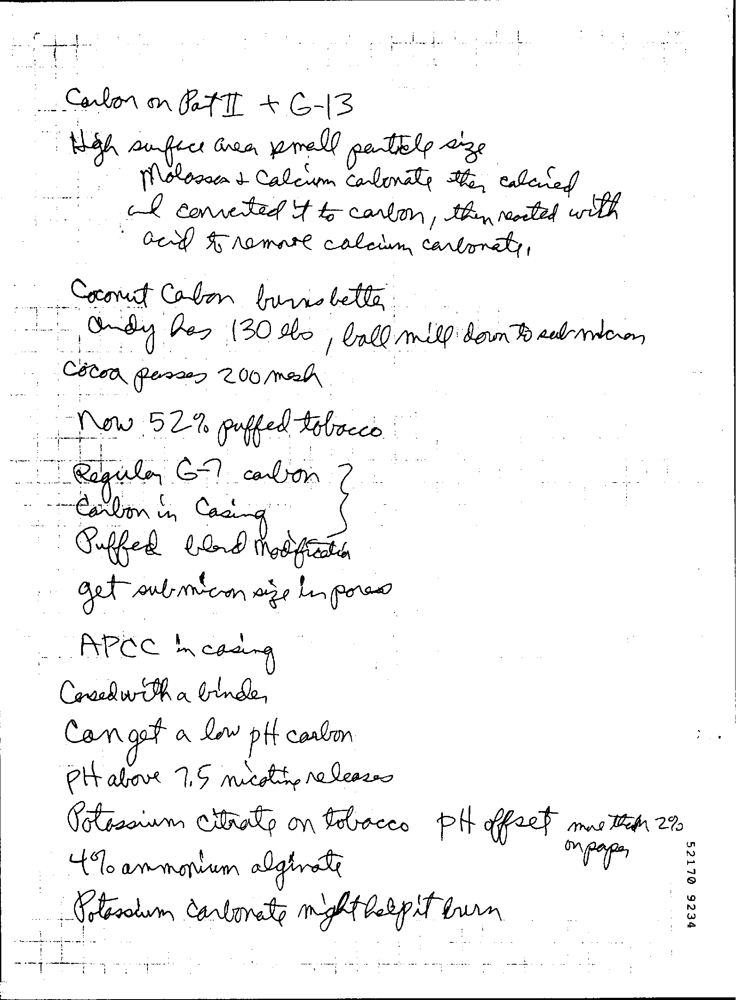 Carbon on Pat II + G-13
High surface area small particle size
Molasses + Calcium carbonate then calcined
and converted it to carbon, then reacted with
acid to remove calcium carbonate.
Coconut Carbon burns better
Andy has 130 lbs, ball mill down to submicron
Cocoa passes 200 mesh
Now 52% puffed tobacco
Regular G-7 carbon ?
Carbon in Casing
Puffed blend modification
get submicron size in pores
APCC in casing
Cased with a binder
Can get a low pH carbon
pH above 7.5 nicotine releases
Potassium citrate on tobacco pH offset more than 2%
on paper
4% ammonium alginate
Potassium carbonate might help it burn
52170 9234